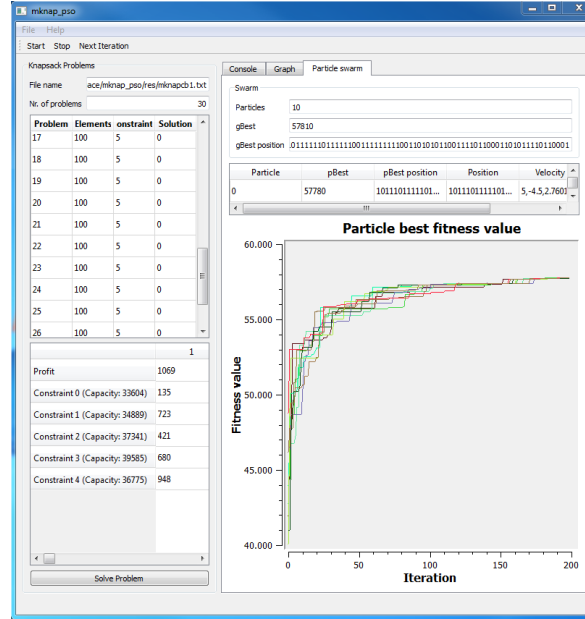 mknap_pso
File Help
Start Stop Next Iteration
Knapsack Problems
File name ace/mknap_pso/res/mknapcb1.txt
Nr. of problems 30
Problem Elements onstraint Solution
17 100 5 0
18 100 5 0
19 100 5 0
20 100 5 0
21 100 5 0
22 100 5 0
23 100 5 0
24 100 5 0
25 100 5 0
26 100 5 0
1
Profit 1069
Constraint 0 (Capacity: 33604) 135
Constraint 1 (Capacity: 34889) 723
Constraint 2 (Capacity: 37341) 421
Constraint 3 (Capacity: 39585) 680
Constraint 4 (Capacity: 36775) 948
Solve Problem
Console Graph Particle swarm
Swarm
Particles 10
gBest 57810
gBest position
Particle pBest pBest position Position Velocity
0 57780 1011101111101... 1011101111101... 5,-4.5,2.7601
Particle best fitness value
Fitness value
60.000
55.000
50.000
45.000
40.000
0 50 100 150 200
Iteration